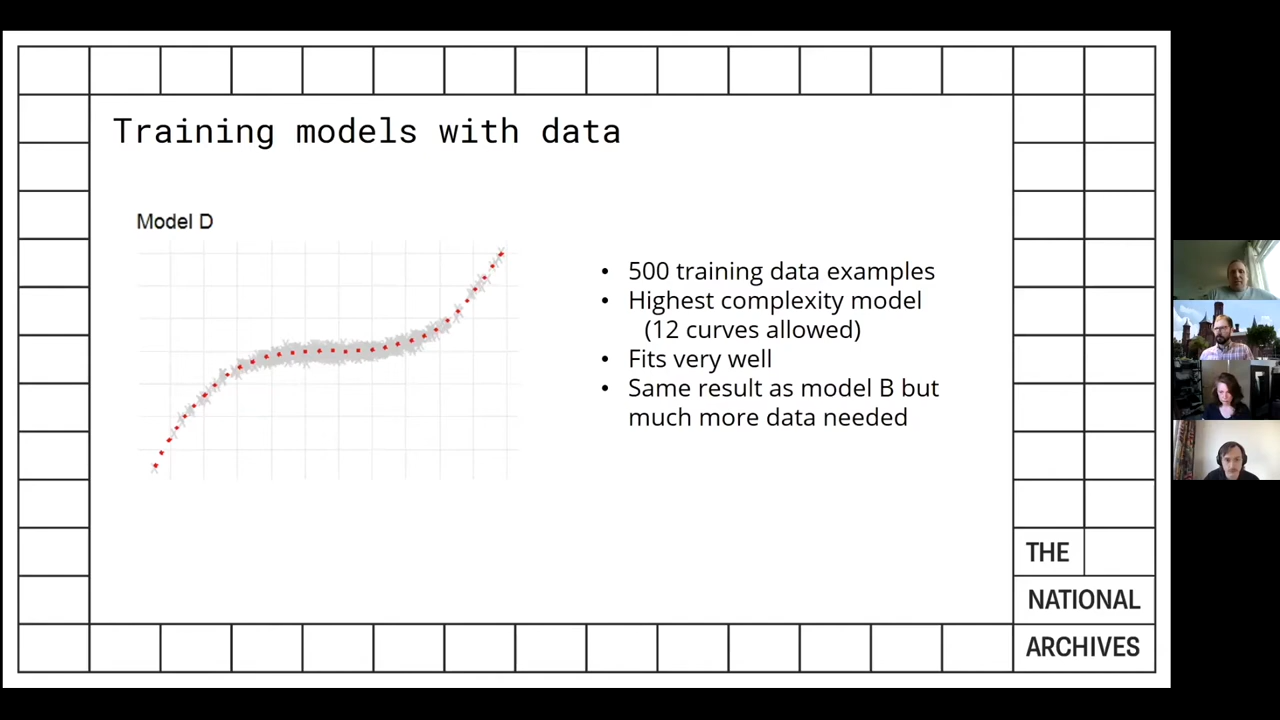 Training models with data
Model D
• 500 training data examples
• Highest complexity model
(12 curves allowed)
• Fits very well
• Same result as model B but
much more data needed
THE
NATIONAL
ARCHIVES